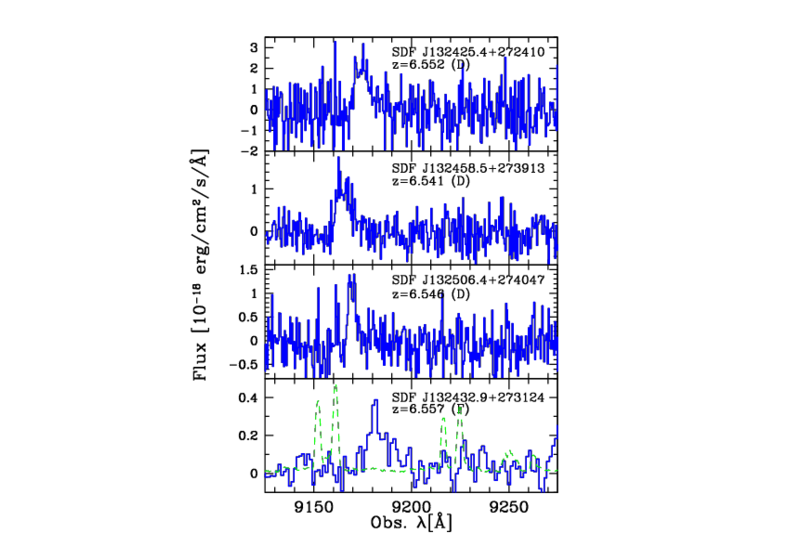 SDF J132425.4+272410
z=6.552 (D)
3
2
1
0
−1
−2
SDF J132458.5+273913
z=6.541 (D)
1
0
SDF J132506.4+274047
z=6.546 (D)
1.5
1
0.5
0
−0.5
SDF J132432.9+273124
z=6.557 (F)
0.4
0.2
0
9150
9200
9250
Obs. λ[Å]
Flux [10⁻¹⁸ erg/cm²/s/Å]